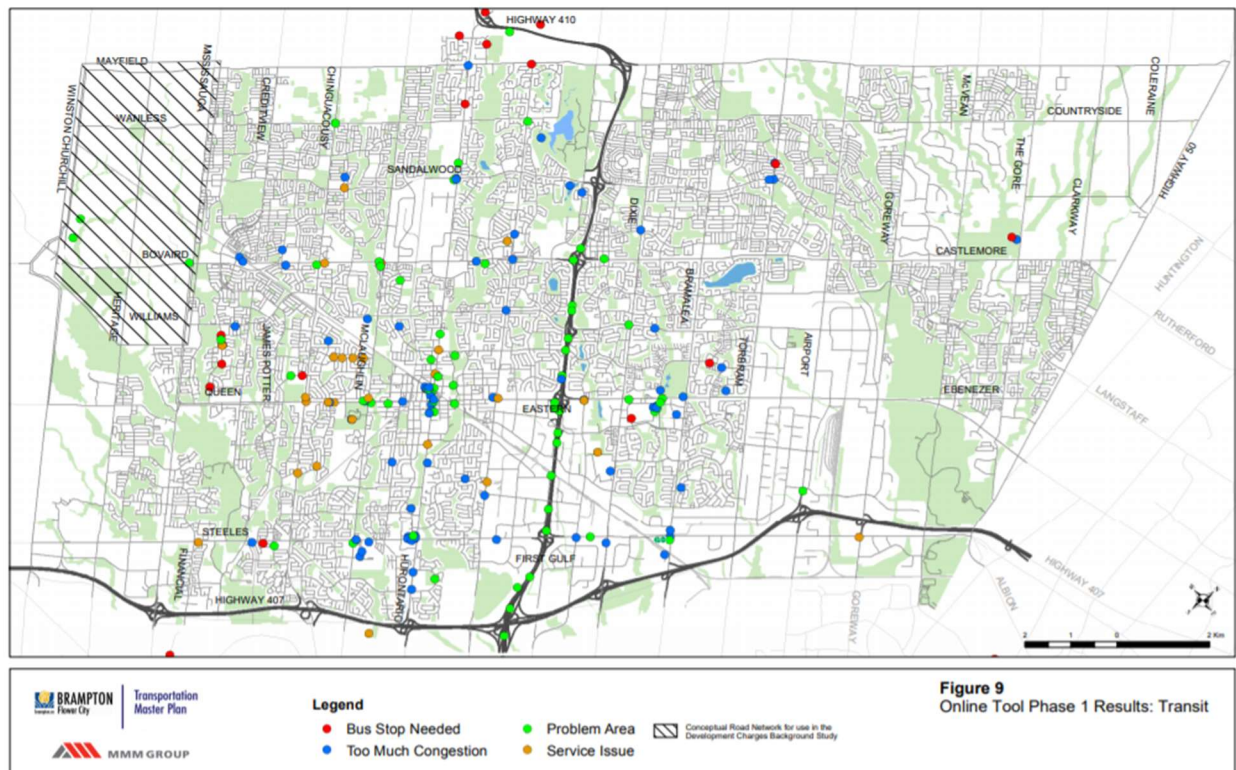 HIGHWAY 410
MAYFIELD
MISSISSAUGA
CREDITVIEW
CHINGUACOUSY
WINSTON CHURCHILL
WANLESS
SANDALWOOD
McVEAN
COUNTRYSIDE
COLERAINE
THE GORE
CLARKWAY
HIGHWAY 50
DIXIE
GOREWAY
CASTLEMORE
BOVAIRD
HERITAGE
WILLIAMS
BRAMALEA
HUNTINGTON
RUTHERFORD
JAMES POTTER
MCLAUGHLIN
TORBRAM
AIRPORT
QUEEN
EASTERN
EBENEZER
LANGSTAFF
STEELES
FINANCIAL
HURONTARIO
FIRST GULF
HIGHWAY 407
HIGHWAY 407
ALBION
GOREWAY
2 1 0 2 Km
BRAMPTON
Flower City
Transportation
Master Plan
MMM GROUP
Legend
Bus Stop Needed
Problem Area
Conceptual Road Network for use in the
Development Charges Background Study
Too Much Congestion
Service Issue
Figure 9
Online Tool Phase 1 Results: Transit